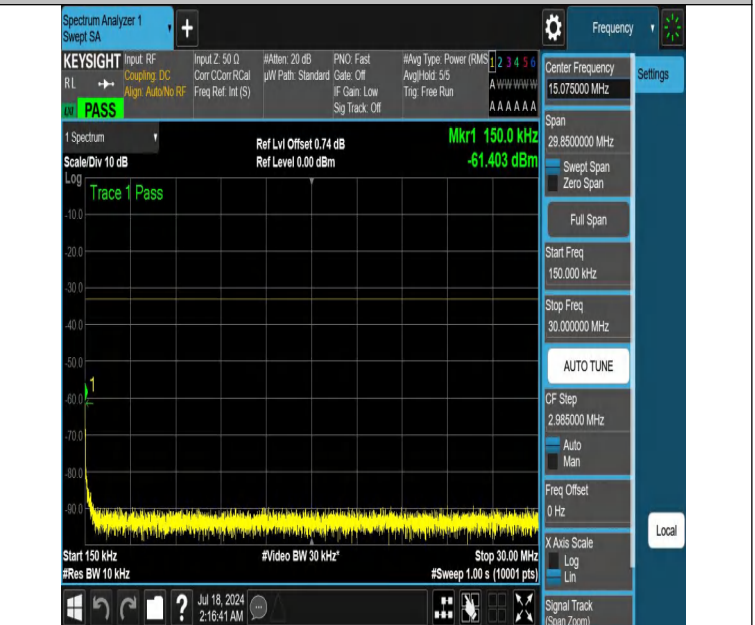 Spectrum Analyzer 1
Swept SA
+
Frequency
KEYSIGHT
RL
PASS
Input: RF
Coupling: DC
Align: Auto/No RF
Input Z: 50 Ω
Corr CCorr RCal
Freq Ref: Int (S)
#Atten: 20 dB
µW Path: Standard
PNO: Fast
Gate: Off
IF Gain: Low
Sig Track: Off
#Avg Type: Power (RMS
Avg|Hold: 5/5
Trig: Free Run
1 2 3 4 5 6
A W W W W W
A A A A A A
1 Spectrum
Scale/Div 10 dB
Ref Lvl Offset 0.74 dB
Ref Level 0.00 dBm
Mkr1 150.0 kHz
-61.403 dBm
Log
Trace 1 Pass
-10.0
-20.0
-30.0
-40.0
-50.0
1
-60.0
-70.0
-80.0
-90.0
Start 150 kHz
#Res BW 10 kHz
#Video BW 30 kHz*
Stop 30.00 MHz
#Sweep 1.00 s (10001 pts)
?
Jul 18, 2024
2:16:41 AM
Center Frequency
15.075000 MHz
Settings
Span
29.8500000 MHz
Swept Span
Zero Span
Full Span
Start Freq
150.000 kHz
Stop Freq
30.000000 MHz
AUTO TUNE
CF Step
2.985000 MHz
Auto
Man
Freq Offset
0 Hz
Local
X Axis Scale
Log
Lin
Signal Track
(Span Zoom)